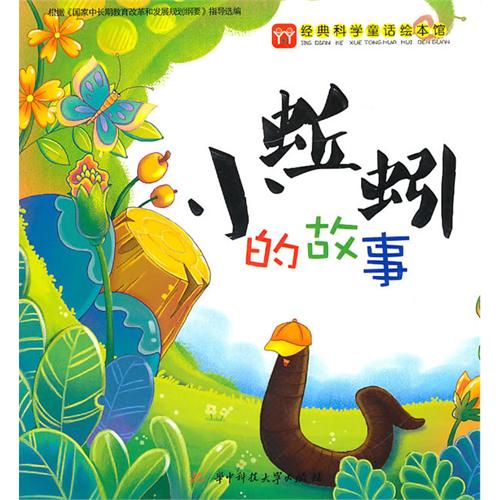 根据《国家中长期教育改革和发展规划纲要》指导选编
经典科学童话绘本馆
JING DIAN KE XUE TONG HUA HUI BEN GUAN
小蚯蚓
的故事
华中科技大学出版社